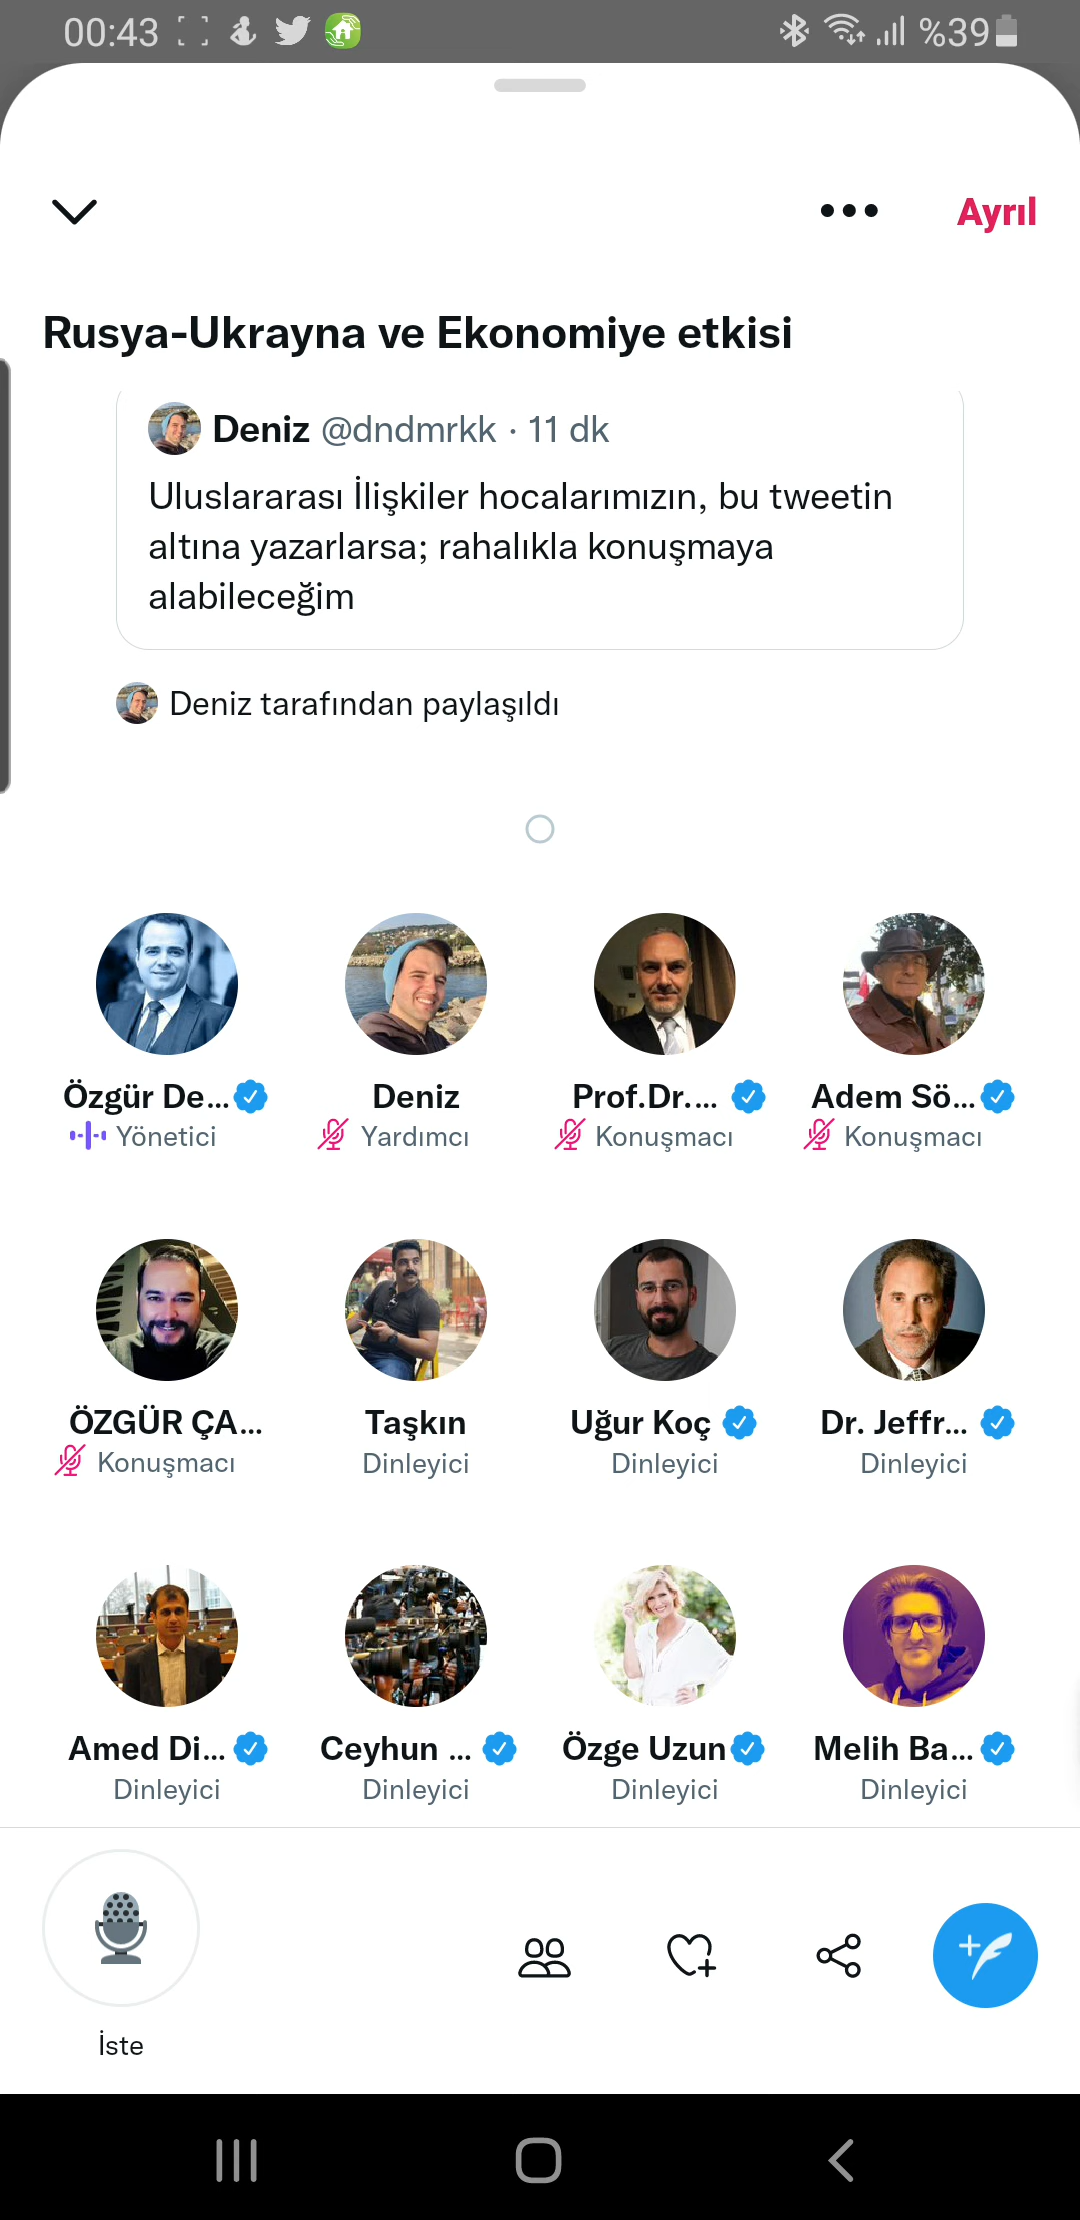 00:43
%39
Ayrıl
Rusya-Ukrayna ve Ekonomiye etkisi
Deniz @dndmrkk · 11 dk
Uluslararası İlişkiler hocalarımızın, bu tweetin
altına yazarlarsa; rahalıkla konuşmaya
alabileceğim
Deniz tarafından paylaşıldı
Özgür De... Deniz Prof.Dr.... Adem Sö...
Yönetici Yardımcı Konuşmacı Konuşmacı
ÖZGÜR ÇA... Taşkın Uğur Koç Dr. Jeffr...
Konuşmacı Dinleyici Dinleyici Dinleyici
Amed Di... Ceyhun ... Özge Uzun Melih Ba...
Dinleyici Dinleyici Dinleyici Dinleyici
İste